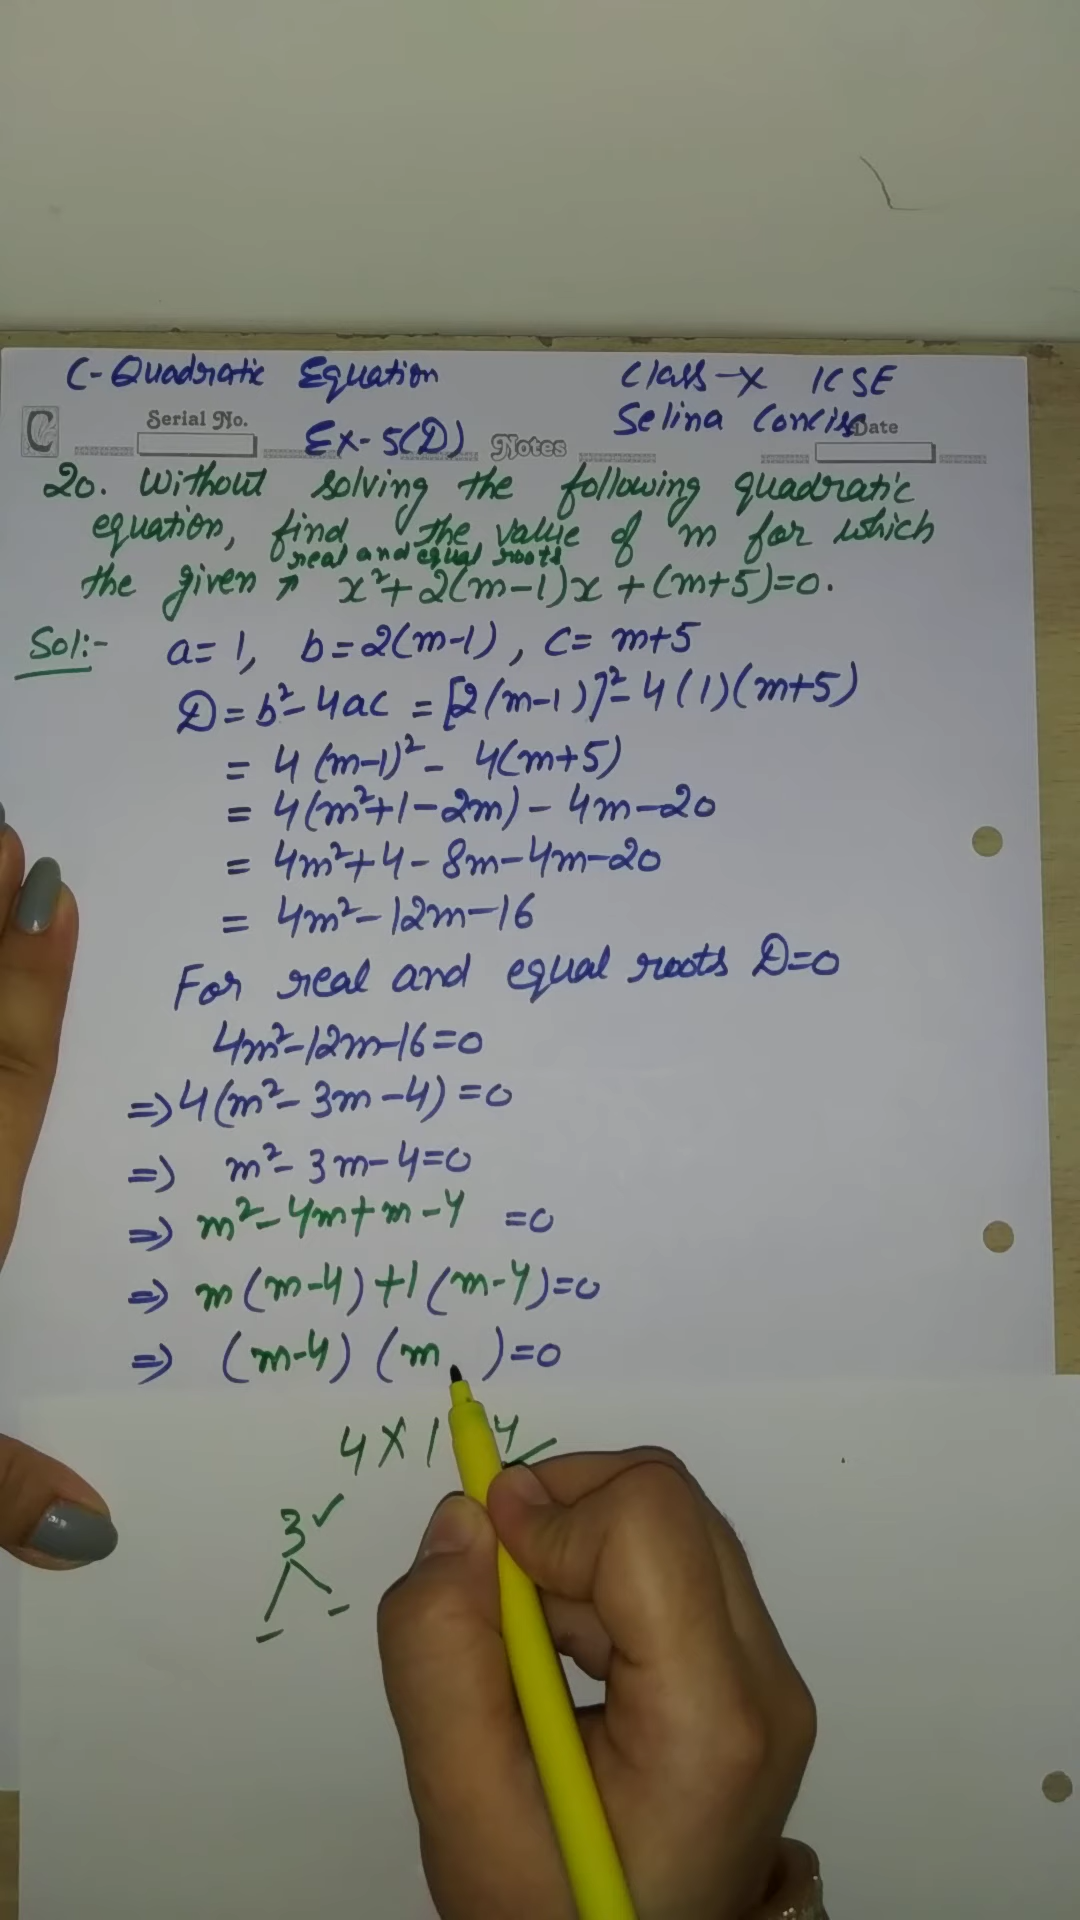 C-Quadratic Equation Class-X ICSE
C Serial No. Ex-5(D) Notes Selina Concise Date
20. Without solving the following quadratic
equation, find the value of m for which
real and equal roots
the given ↗ x²+2(m-1)x+(m+5)=0.
Sol:- a=1, b=2(m-1), c=m+5
D=b²-4ac = [2(m-1)]²-4(1)(m+5)
= 4(m-1)²-4(m+5)
= 4(m²+1-2m)-4m-20
= 4m²+4-8m-4m-20
= 4m²-12m-16
For real and equal roots D=0
4m²-12m-16=0
=> 4(m²-3m-4)=0
=> m²-3m-4=0
=> m²-4m+m-4 =0
=> m(m-4)+1(m-4)=0
=> (m-4)(m )=0
4×1 4
3✓